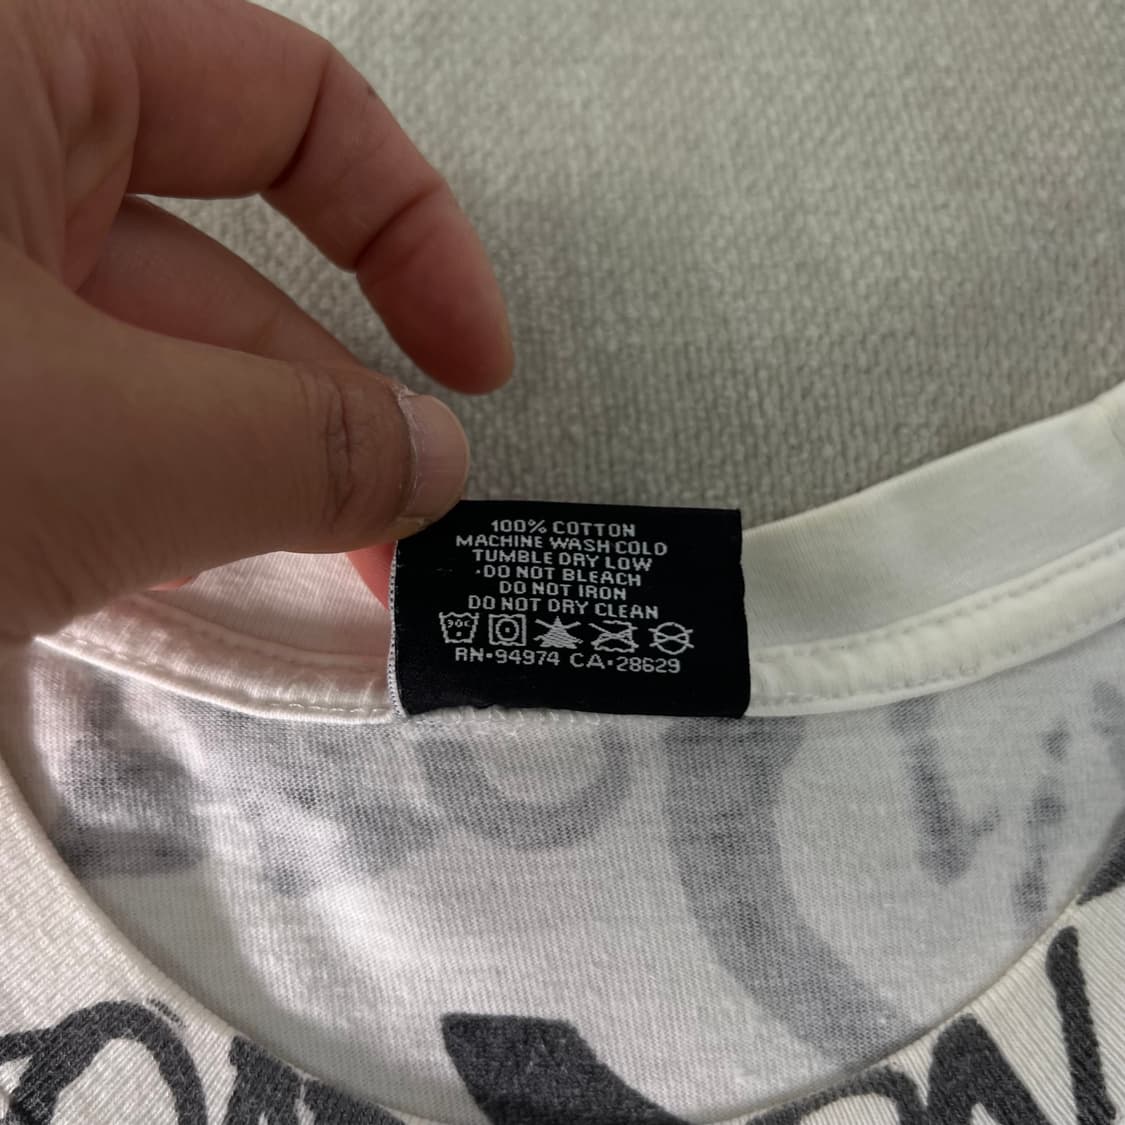 100% COTTON
MACHINE WASH COLD
TUMBLE DRY LOW
·DO NOT BLEACH
DO NOT IRON
DO NOT DRY CLEAN
30C
RN·94974 CA·28629